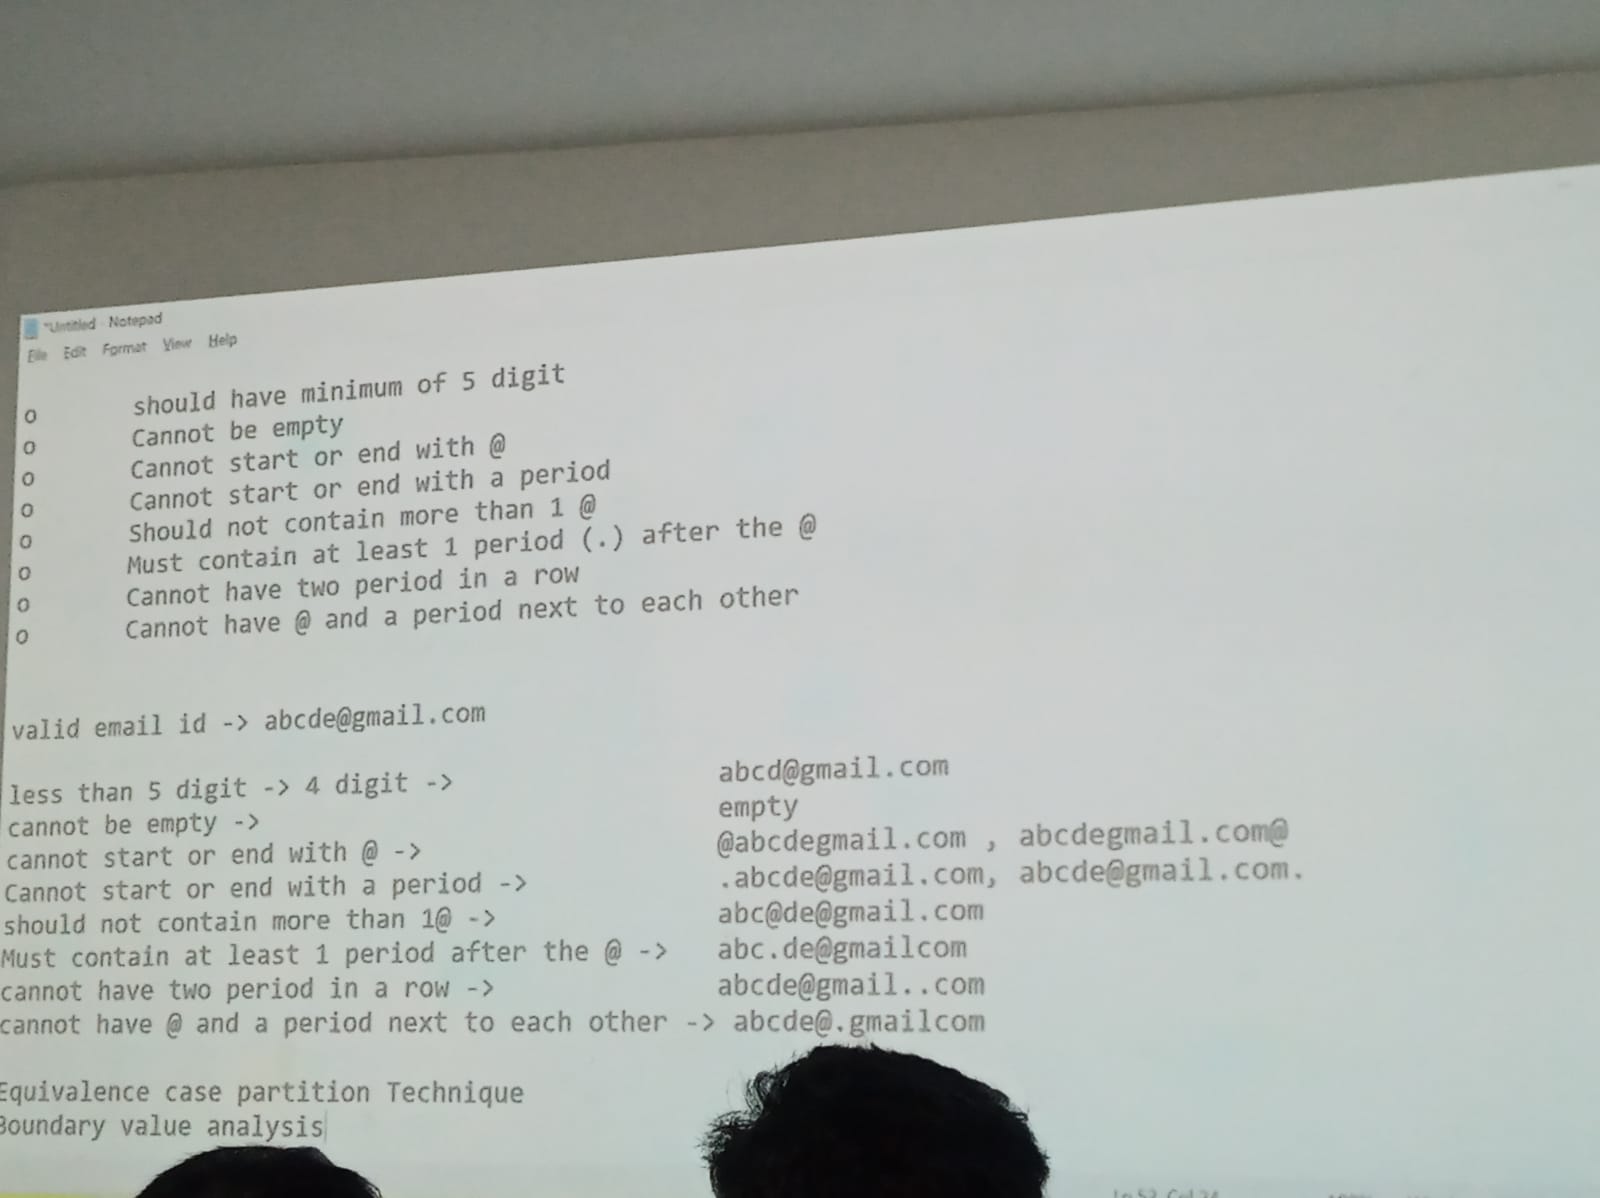 *Untitled - Notepad
File Edit Format View Help
o should have minimum of 5 digit
o Cannot be empty
o Cannot start or end with @
o Cannot start or end with a period
o Should not contain more than 1 @
o Must contain at least 1 period (.) after the @
o Cannot have two period in a row
o Cannot have @ and a period next to each other
valid email id -> abcde@gmail.com
less than 5 digit -> 4 digit -> abcd@gmail.com
cannot be empty -> empty
cannot start or end with @ -> @abcdegmail.com , abcdegmail.com@
Cannot start or end with a period -> .abcde@gmail.com, abcde@gmail.com.
should not contain more than 1@ -> abc@de@gmail.com
Must contain at least 1 period after the @ -> abc.de@gmailcom
cannot have two period in a row -> abcde@gmail..com
cannot have @ and a period next to each other -> abcde@.gmailcom
Equivalence case partition Technique
Boundary value analysis